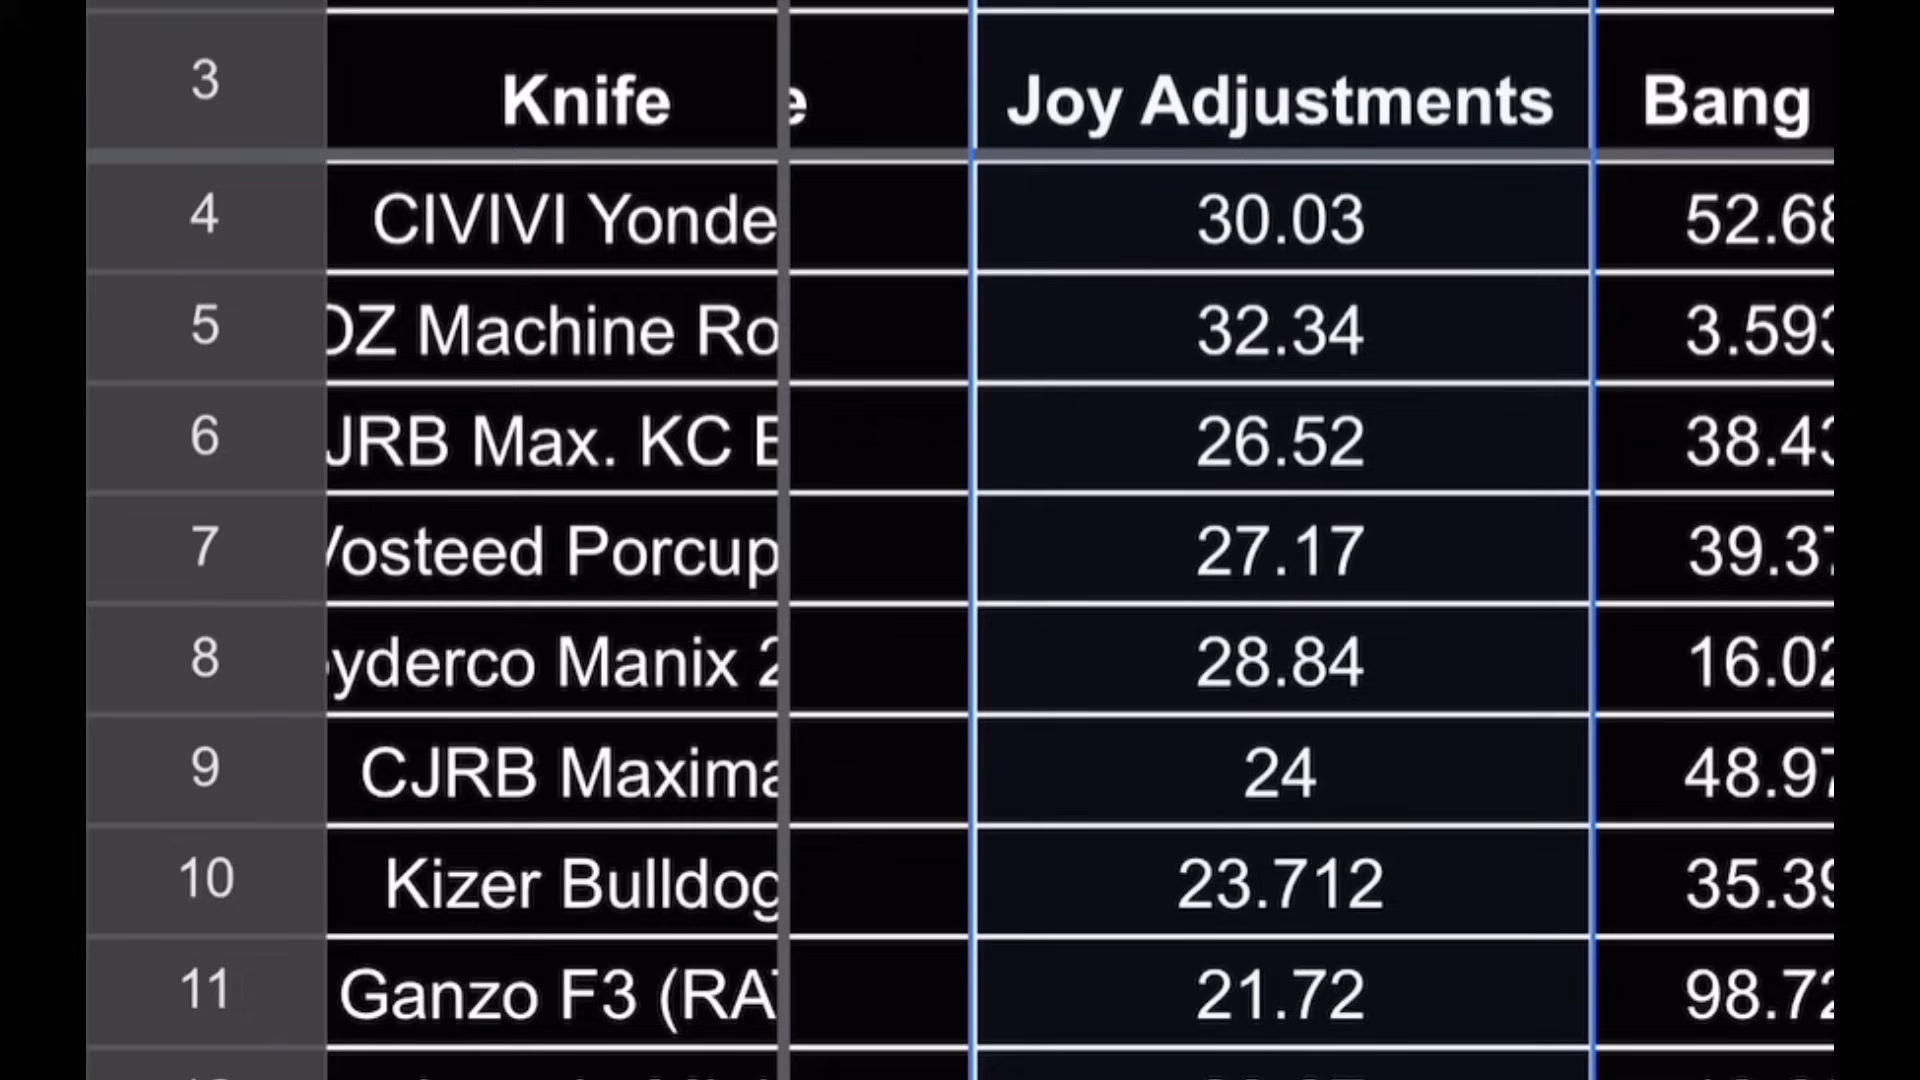 3 Knife e Joy Adjustments Bang
4 CIVIVI Yonde 30.03 52.68
5 OZ Machine Ro 32.34 3.593
6 JRB Max. KC E 26.52 38.43
7 Vosteed Porcup 27.17 39.37
8 yderco Manix 2 28.84 16.02
9 CJRB Maxima 24 48.97
10 Kizer Bulldog 23.712 35.39
11 Ganzo F3 (RAT 21.72 98.72